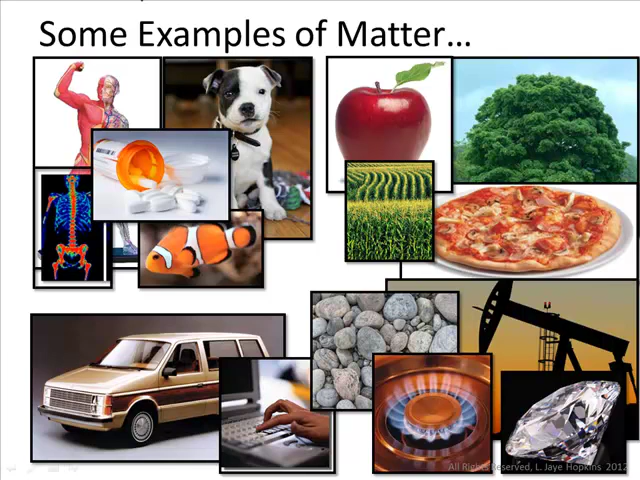 Some Examples of Matter…
All Rights Reserved, L. Jaye Hopkins 2012